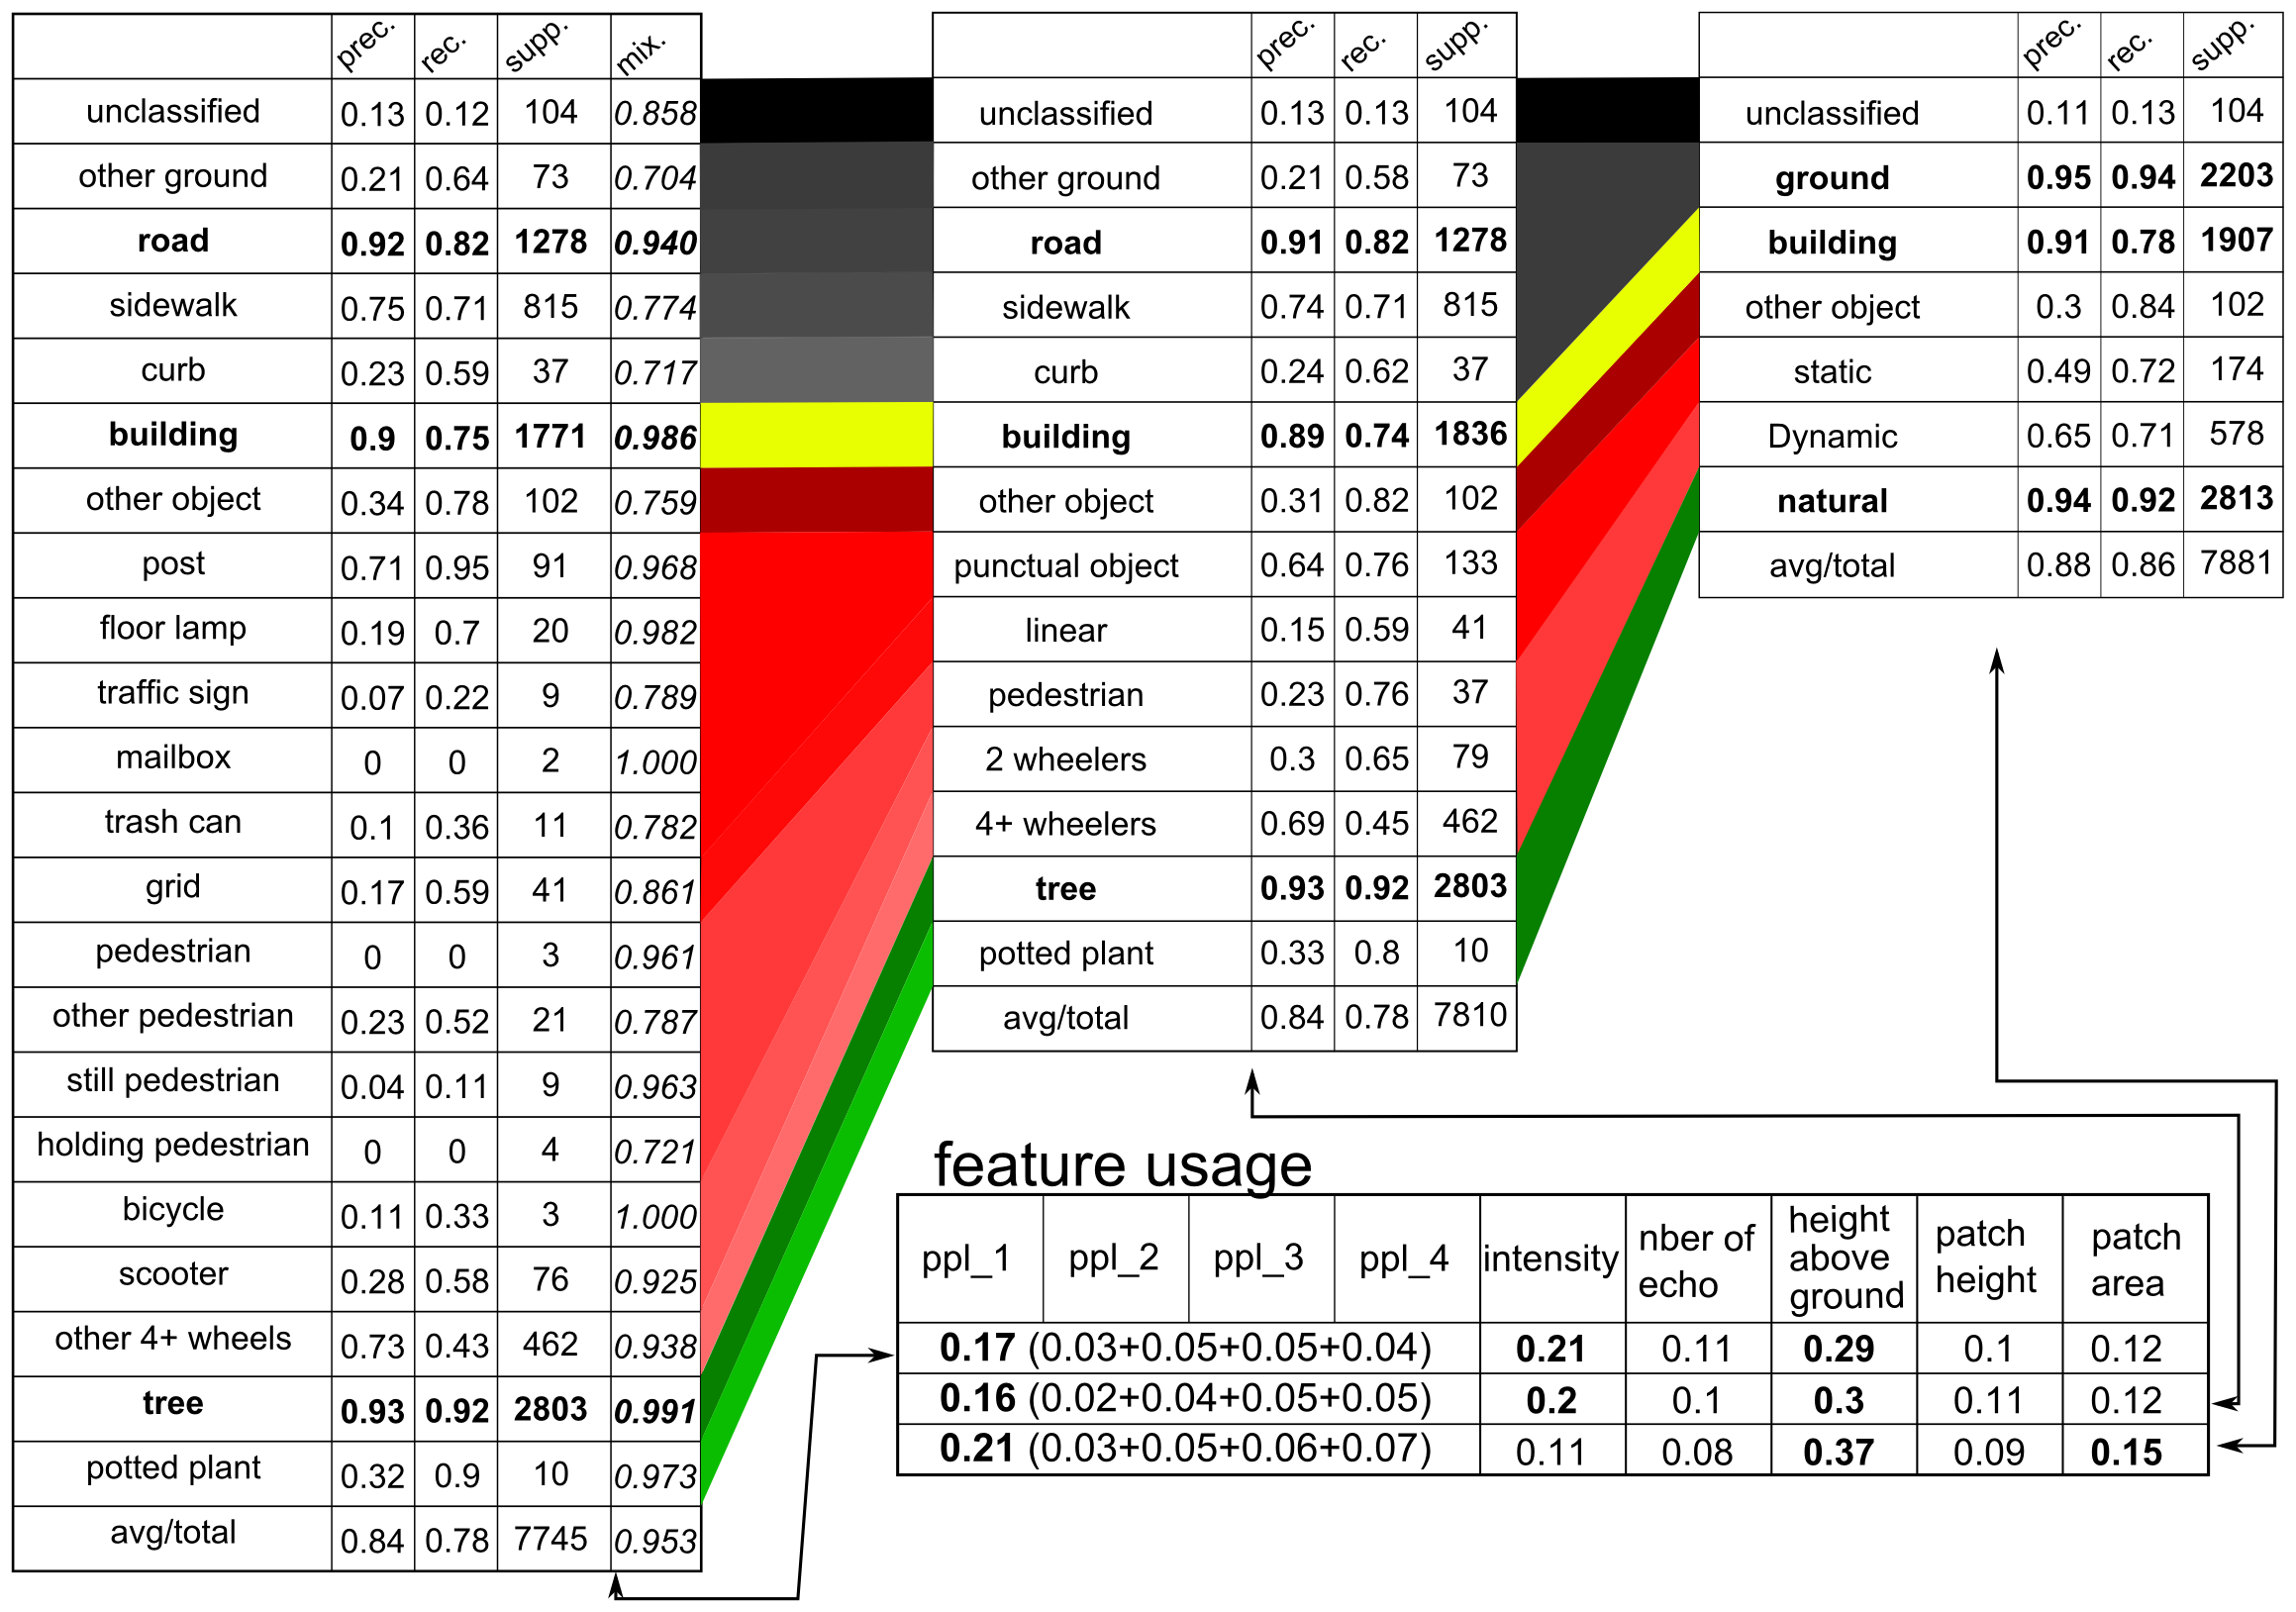 prec. rec. supp. mix.
unclassified 0.13 0.12 104 0.858
other ground 0.21 0.64 73 0.704
road 0.92 0.82 1278 0.940
sidewalk 0.75 0.71 815 0.774
curb 0.23 0.59 37 0.717
building 0.9 0.75 1771 0.986
other object 0.34 0.78 102 0.759
post 0.71 0.95 91 0.968
floor lamp 0.19 0.7 20 0.982
traffic sign 0.07 0.22 9 0.789
mailbox 0 0 2 1.000
trash can 0.1 0.36 11 0.782
grid 0.17 0.59 41 0.861
pedestrian 0 0 3 0.961
other pedestrian 0.23 0.52 21 0.787
still pedestrian 0.04 0.11 9 0.963
holding pedestrian 0 0 4 0.721
bicycle 0.11 0.33 3 1.000
scooter 0.28 0.58 76 0.925
other 4+ wheels 0.73 0.43 462 0.938
tree 0.93 0.92 2803 0.991
potted plant 0.32 0.9 10 0.973
avg/total 0.84 0.78 7745 0.953
prec. rec. supp.
unclassified 0.13 0.13 104
other ground 0.21 0.58 73
road 0.91 0.82 1278
sidewalk 0.74 0.71 815
curb 0.24 0.62 37
building 0.89 0.74 1836
other object 0.31 0.82 102
punctual object 0.64 0.76 133
linear 0.15 0.59 41
pedestrian 0.23 0.76 37
2 wheelers 0.3 0.65 79
4+ wheelers 0.69 0.45 462
tree 0.93 0.92 2803
potted plant 0.33 0.8 10
avg/total 0.84 0.78 7810
prec. rec. supp.
unclassified 0.11 0.13 104
ground 0.95 0.94 2203
building 0.91 0.78 1907
other object 0.3 0.84 102
static 0.49 0.72 174
Dynamic 0.65 0.71 578
natural 0.94 0.92 2813
avg/total 0.88 0.86 7881
feature usage
ppl_1 ppl_2 ppl_3 ppl_4 intensity nber of echo height above ground patch height patch area
0.17 (0.03+0.05+0.05+0.04) 0.21 0.11 0.29 0.1 0.12
0.16 (0.02+0.04+0.05+0.05) 0.2 0.1 0.3 0.11 0.12
0.21 (0.03+0.05+0.06+0.07) 0.11 0.08 0.37 0.09 0.15